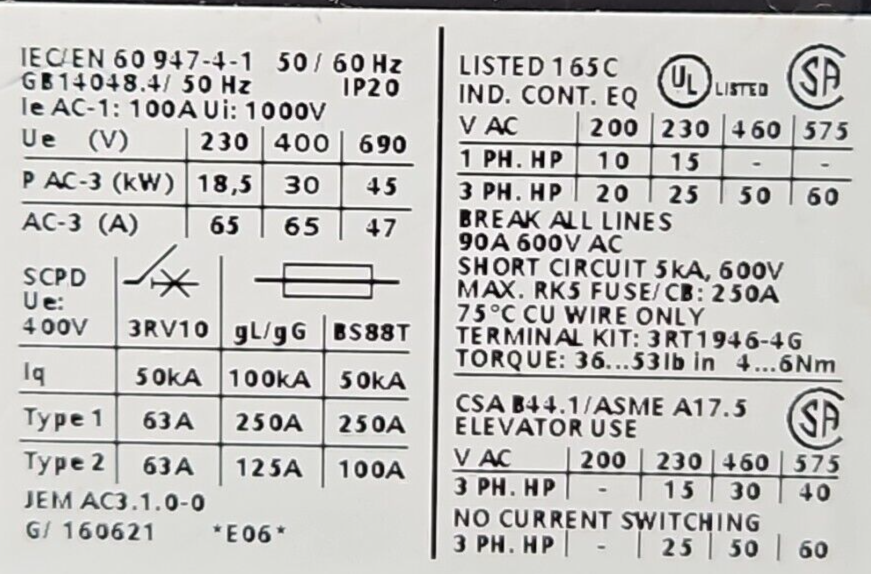 IEC/EN 60 947-4-1 50 / 60 Hz
GB14048.4/ 50 Hz IP20
Ie AC-1: 100A Ui: 1000V
Ue (V) 230 400 690
P AC-3 (kW) 18,5 30 45
AC-3 (A) 65 65 47
SCPD
Ue:
400V 3RV10 gL/gG BS88T
Iq 50kA 100kA 50kA
Type 1 63A 250A 250A
Type 2 63A 125A 100A
JEM AC3.1.0-0
G/ 160621 *E06*
LISTED 165C UL LISTED SA
IND. CONT. EQ
V AC 200 230 460 575
1 PH. HP 10 15 - -
3 PH. HP 20 25 50 60
BREAK ALL LINES
90A 600V AC
SHORT CIRCUIT 5kA, 600V
MAX. RK5 FUSE/CB: 250A
75°C CU WIRE ONLY
TERMINAL KIT: 3RT1946-4G
TORQUE: 36...53lb in 4...6Nm
CSA B44.1/ASME A17.5 SA
ELEVATOR USE
V AC 200 230 460 575
3 PH. HP - 15 30 40
NO CURRENT SWITCHING
3 PH. HP - 25 50 60